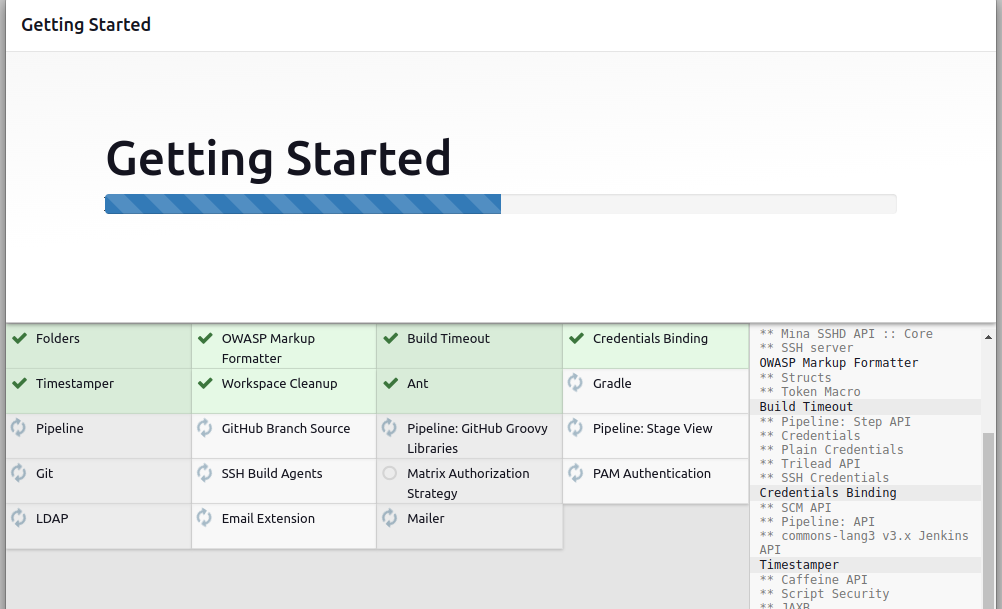 Getting Started
Getting Started
Folders
OWASP Markup
Formatter
Build Timeout
Credentials Binding
Timestamper
Workspace Cleanup
Ant
Gradle
Pipeline
GitHub Branch Source
Pipeline: GitHub Groovy
Libraries
Pipeline: Stage View
Git
SSH Build Agents
Matrix Authorization
Strategy
PAM Authentication
LDAP
Email Extension
Mailer
** Mina SSHD API :: Core
** SSH server
OWASP Markup Formatter
** Structs
** Token Macro
Build Timeout
** Pipeline: Step API
** Credentials
** Plain Credentials
** Trilead API
** SSH Credentials
Credentials Binding
** SCM API
** Pipeline: API
** commons-lang3 v3.x Jenkins
API
Timestamper
** Caffeine API
** Script Security
** JAXB